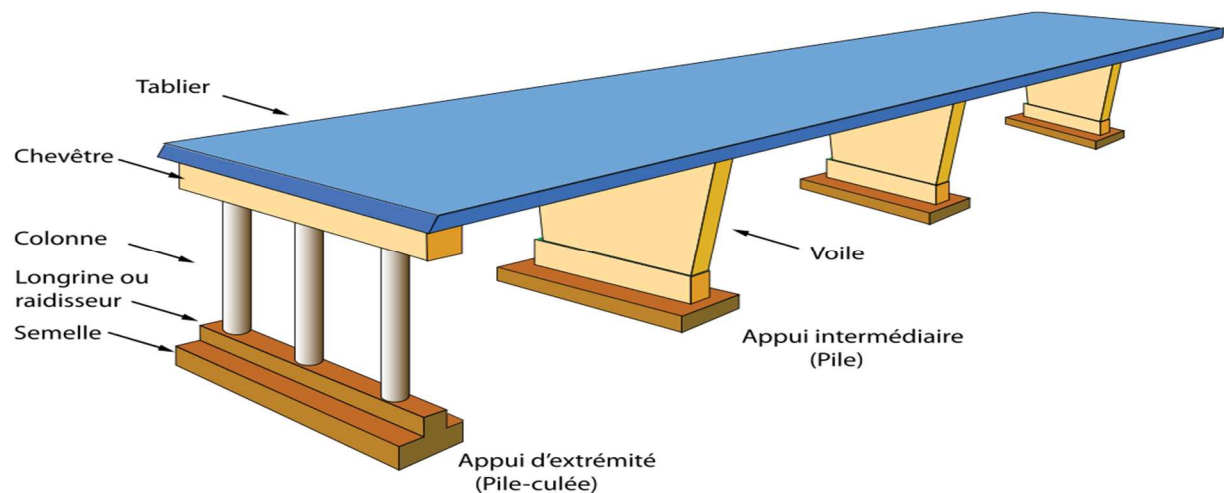 Tablier
Chevêtre
Colonne
Longrine ou
raidisseur
Semelle
Voile
Appui intermédiaire
(Pile)
Appui d'extrémité
(Pile-culée)